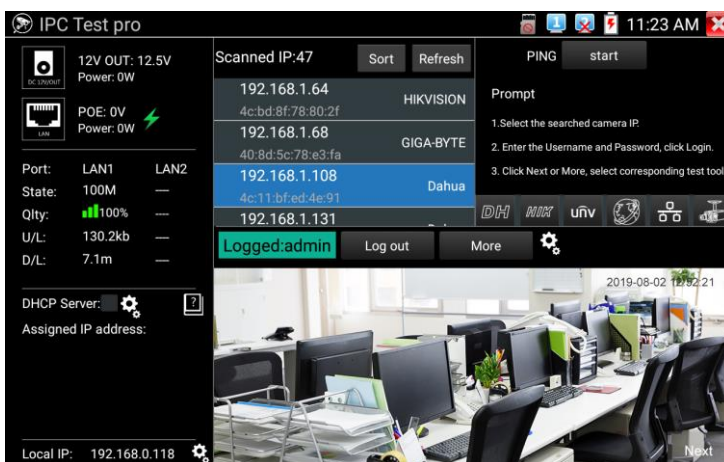 IPC Test pro
11:23 AM
DC 12V/OUT
12V OUT: 12.5V
Power: 0W
LAN
POE: 0V
Power: 0W
Port: LAN1 LAN2
State: 100M ----
Qlty: 100% ----
U/L: 130.2kb ----
D/L: 7.1m ----
DHCP Server:
?
Assigned IP address:
Local IP: 192.168.0.118
Scanned IP:47
Sort
Refresh
192.168.1.64
4c:bd:8f:78:80:2f
HIKVISION
192.168.1.68
40:8d:5c:78:e3:fa
GIGA-BYTE
192.168.1.108
4c:11:bf:ed:4e:91
Dahua
192.168.1.131
PING
start
Prompt
1.Select the searched camera IP.
2. Enter the Username and Password, click Login.
3. Click Next or More, select corresponding test tool
DH
HIK
uñv
Logged:admin
Log out
More
2019-08-02 12:52:21
Next